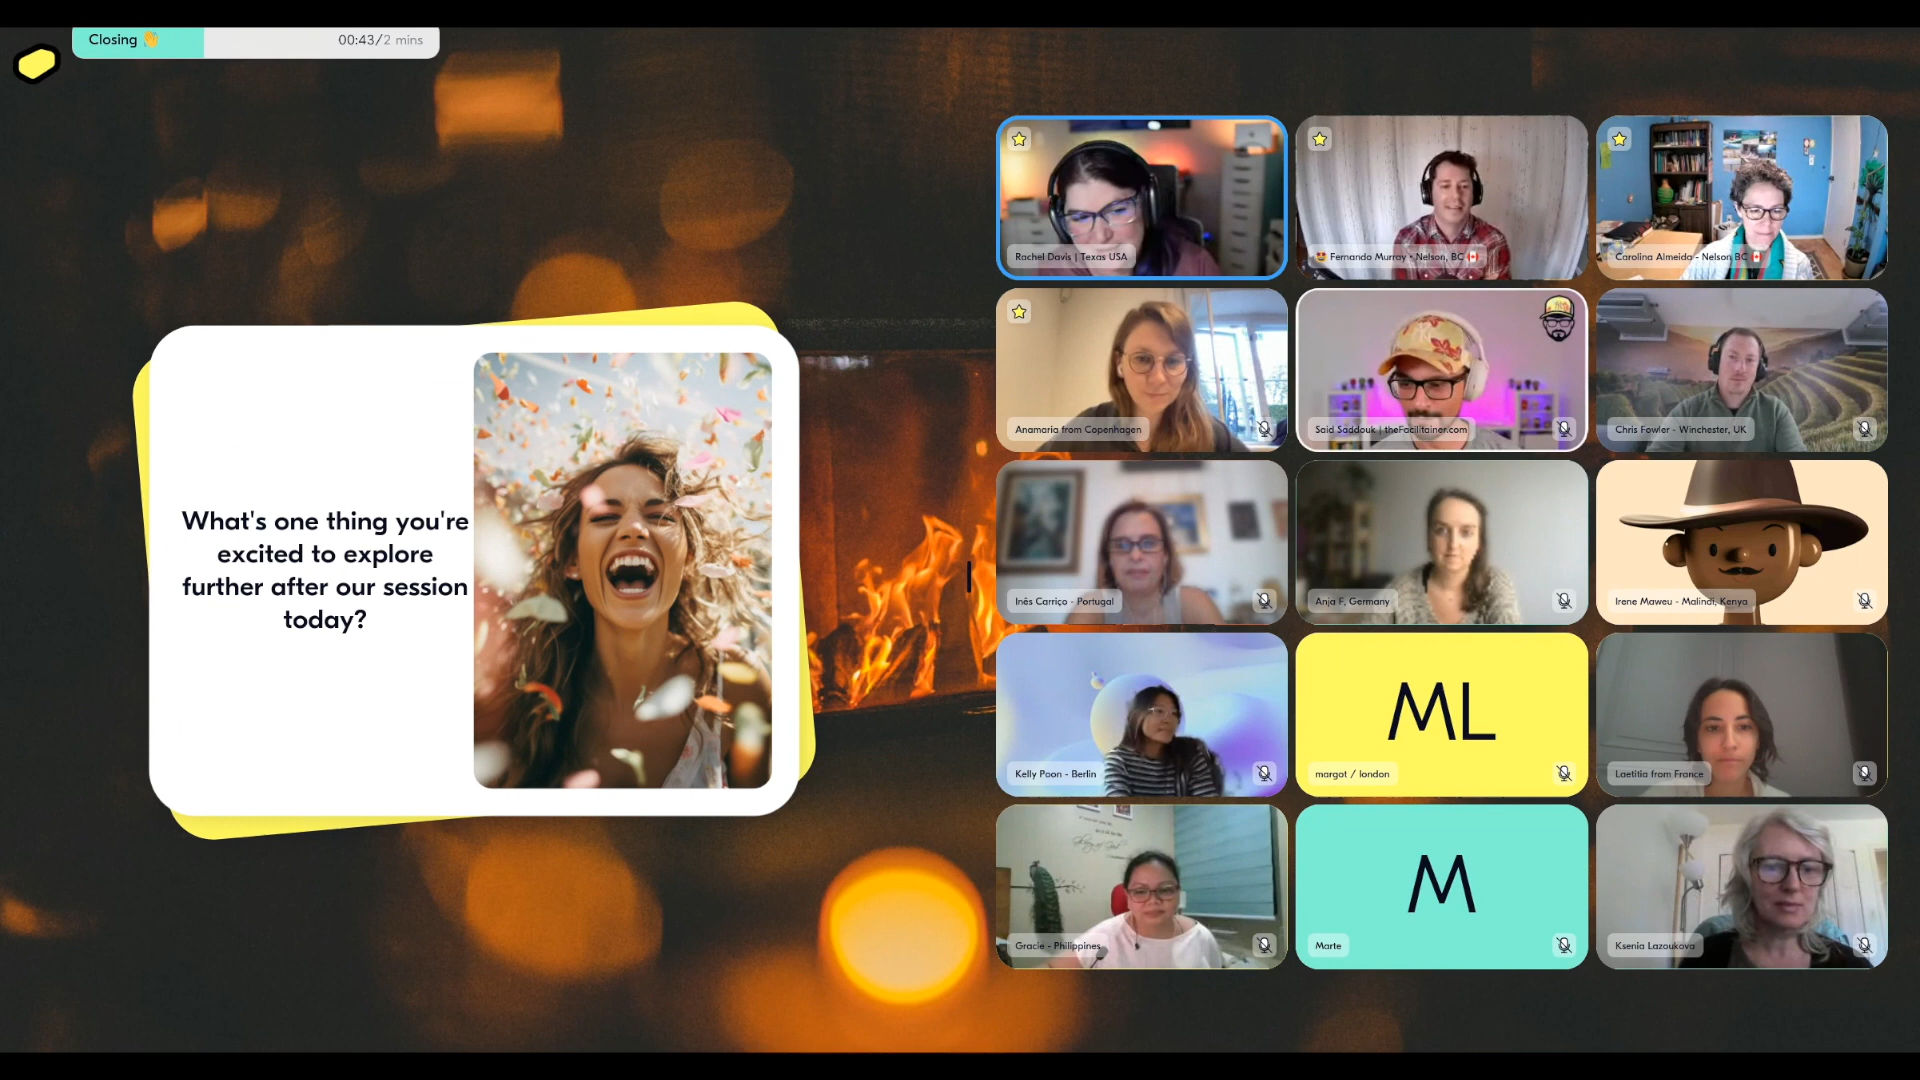 Closing 👋
00:43/2 mins
What's one thing you're
excited to explore
further after our session
today?
Rachel Davis | Texas USA
😍 Fernando Murray • Nelson, BC 🇨🇦
Carolina Almeida - Nelson BC 🇨🇦
Anamaria from Copenhagen
Said Saddouk | theFacilitainer.com
Chris Fowler - Winchester, UK
Inês Carriço - Portugal
Anja F, Germany
Irene Maweu - Malindi, Kenya
Kelly Poon - Berlin
ML
margot / london
Laetitia from France
Gracie - Philippines
M
Marte
Ksenia Lazoukova